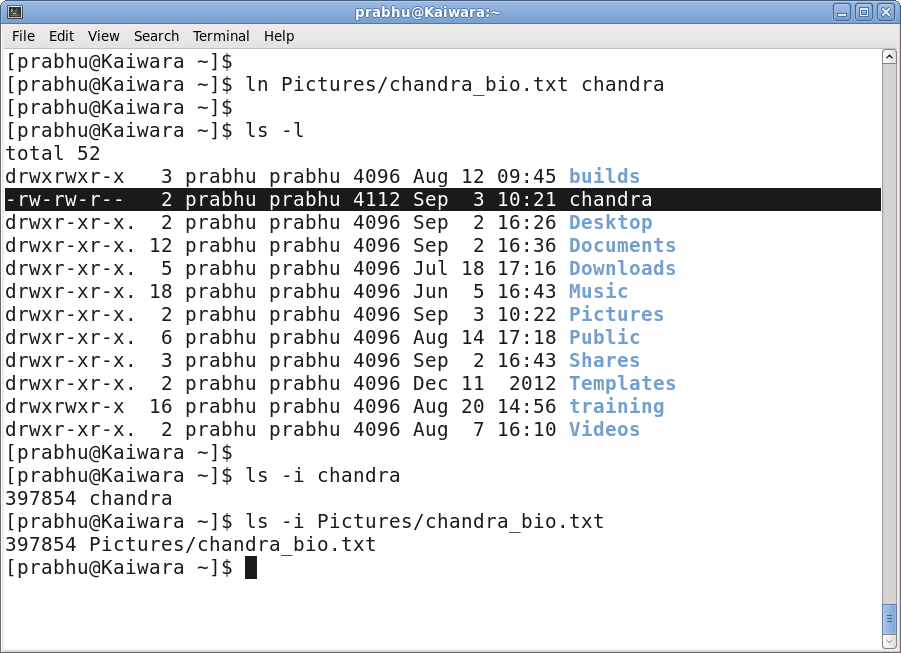 prabhu@Kaiwara:~
File Edit View Search Terminal Help
[prabhu@Kaiwara ~]$
[prabhu@Kaiwara ~]$ ln Pictures/chandra_bio.txt chandra
[prabhu@Kaiwara ~]$
[prabhu@Kaiwara ~]$ ls -l
total 52
drwxrwxr-x   3 prabhu prabhu 4096 Aug 12 09:45 builds
-rw-rw-r--   2 prabhu prabhu 4112 Sep  3 10:21 chandra
drwxr-xr-x.  2 prabhu prabhu 4096 Sep  2 16:26 Desktop
drwxr-xr-x. 12 prabhu prabhu 4096 Sep  2 16:36 Documents
drwxr-xr-x.  5 prabhu prabhu 4096 Jul 18 17:16 Downloads
drwxr-xr-x. 18 prabhu prabhu 4096 Jun  5 16:43 Music
drwxr-xr-x.  2 prabhu prabhu 4096 Sep  3 10:22 Pictures
drwxr-xr-x.  6 prabhu prabhu 4096 Aug 14 17:18 Public
drwxr-xr-x.  3 prabhu prabhu 4096 Sep  2 16:43 Shares
drwxr-xr-x.  2 prabhu prabhu 4096 Dec 11  2012 Templates
drwxrwxr-x  16 prabhu prabhu 4096 Aug 20 14:56 training
drwxr-xr-x.  2 prabhu prabhu 4096 Aug  7 16:10 Videos
[prabhu@Kaiwara ~]$
[prabhu@Kaiwara ~]$ ls -i chandra
397854 chandra
[prabhu@Kaiwara ~]$ ls -i Pictures/chandra_bio.txt
397854 Pictures/chandra_bio.txt
[prabhu@Kaiwara ~]$